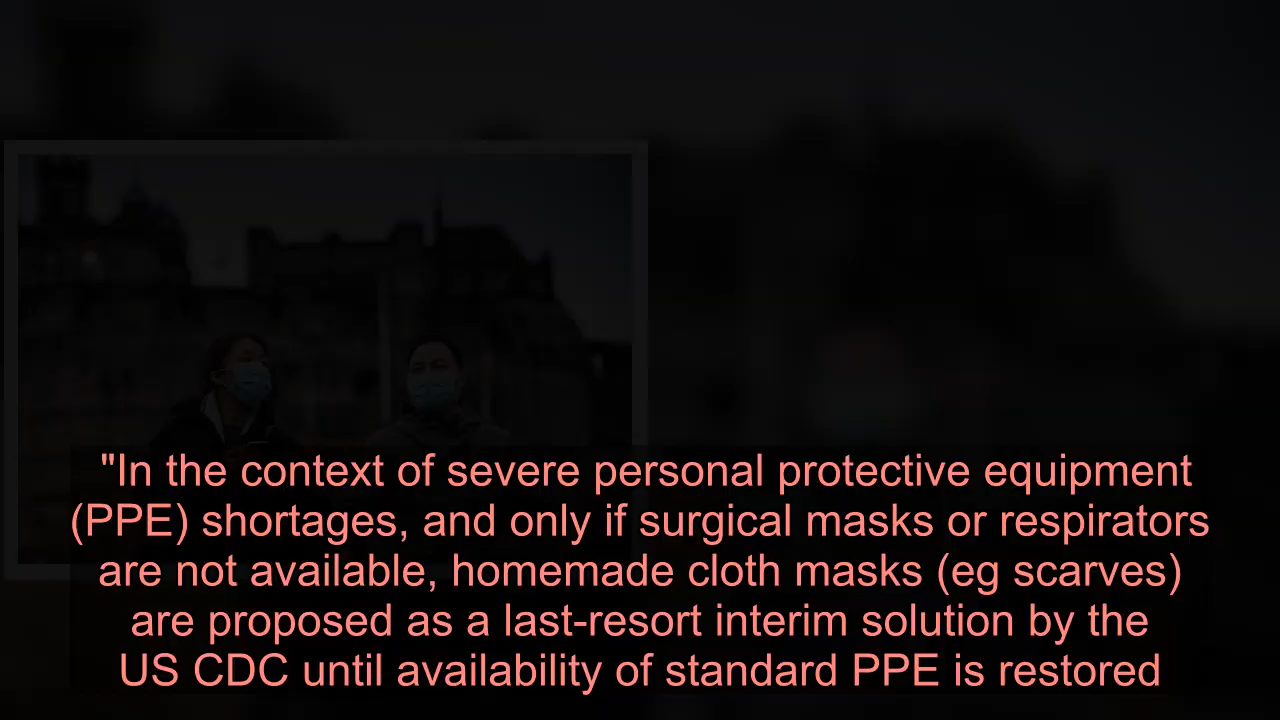 "In the context of severe personal protective equipment
(PPE) shortages, and only if surgical masks or respirators
are not available, homemade cloth masks (eg scarves)
are proposed as a last-resort interim solution by the
US CDC until availability of standard PPE is restored